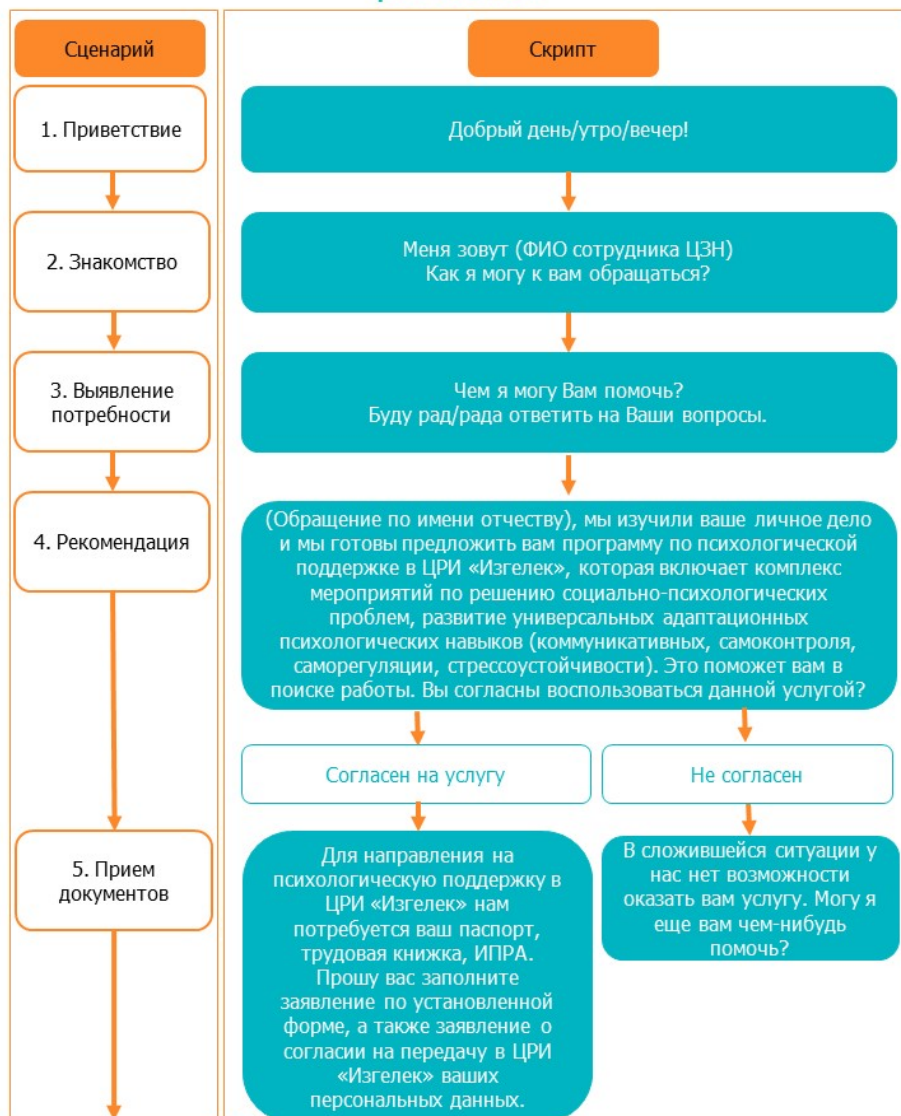 Сценарий
Скрипт
1. Приветствие
Добрый день/утро/вечер!
2. Знакомство
Меня зовут (ФИО сотрудника ЦЗН)
Как я могу к вам обращаться?
3. Выявление
потребности
Чем я могу Вам помочь?
Буду рад/рада ответить на Ваши вопросы.
4. Рекомендация
(Обращение по имени отчеству), мы изучили ваше личное дело
и мы готовы предложить вам программу по психологической
поддержке в ЦРИ «Изгелек», которая включает комплекс
мероприятий по решению социально-психологических
проблем, развитие универсальных адаптационных
психологических навыков (коммуникативных, самоконтроля,
саморегуляции, стрессоустойчивости). Это поможет вам в
поиске работы. Вы согласны воспользоваться данной услугой?
Согласен на услугу
Не согласен
5. Прием
документов
Для направления на
психологическую поддержку в
ЦРИ «Изгелек» нам
потребуется ваш паспорт,
трудовая книжка, ИПРА.
Прошу вас заполните
заявление по установленной
форме, а также заявление о
согласии на передачу в ЦРИ
«Изгелек» ваших
персональных данных.
В сложившейся ситуации у
нас нет возможности
оказать вам услугу. Могу я
еще вам чем-нибудь
помочь?